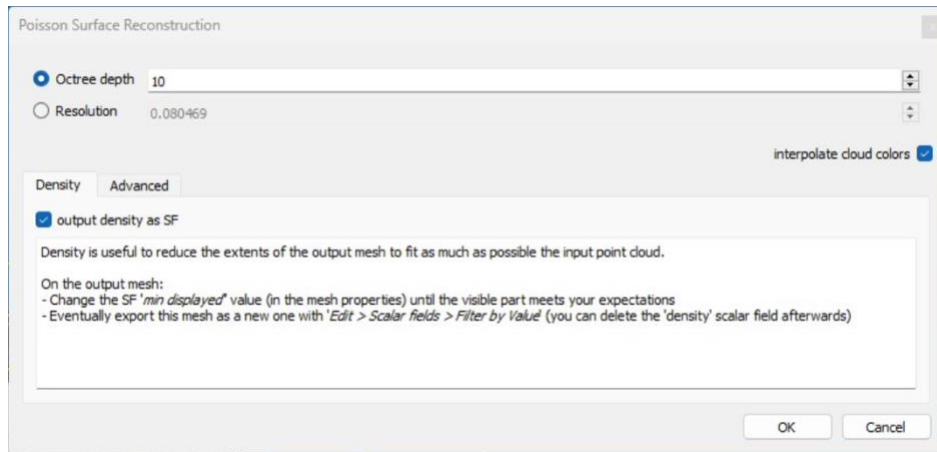 Poisson Surface Reconstruction
Octree depth 10
Resolution 0.080469
interpolate cloud colors
Density Advanced
output density as SF
Density is useful to reduce the extents of the output mesh to fit as much as possible the input point cloud.
On the output mesh:
- Change the SF 'min displayed' value (in the mesh properties) until the visible part meets your expectations
- Eventually export this mesh as a new one with 'Edit > Scalar fields > Filter by Value' (you can delete the 'density' scalar field afterwards)
OK Cancel